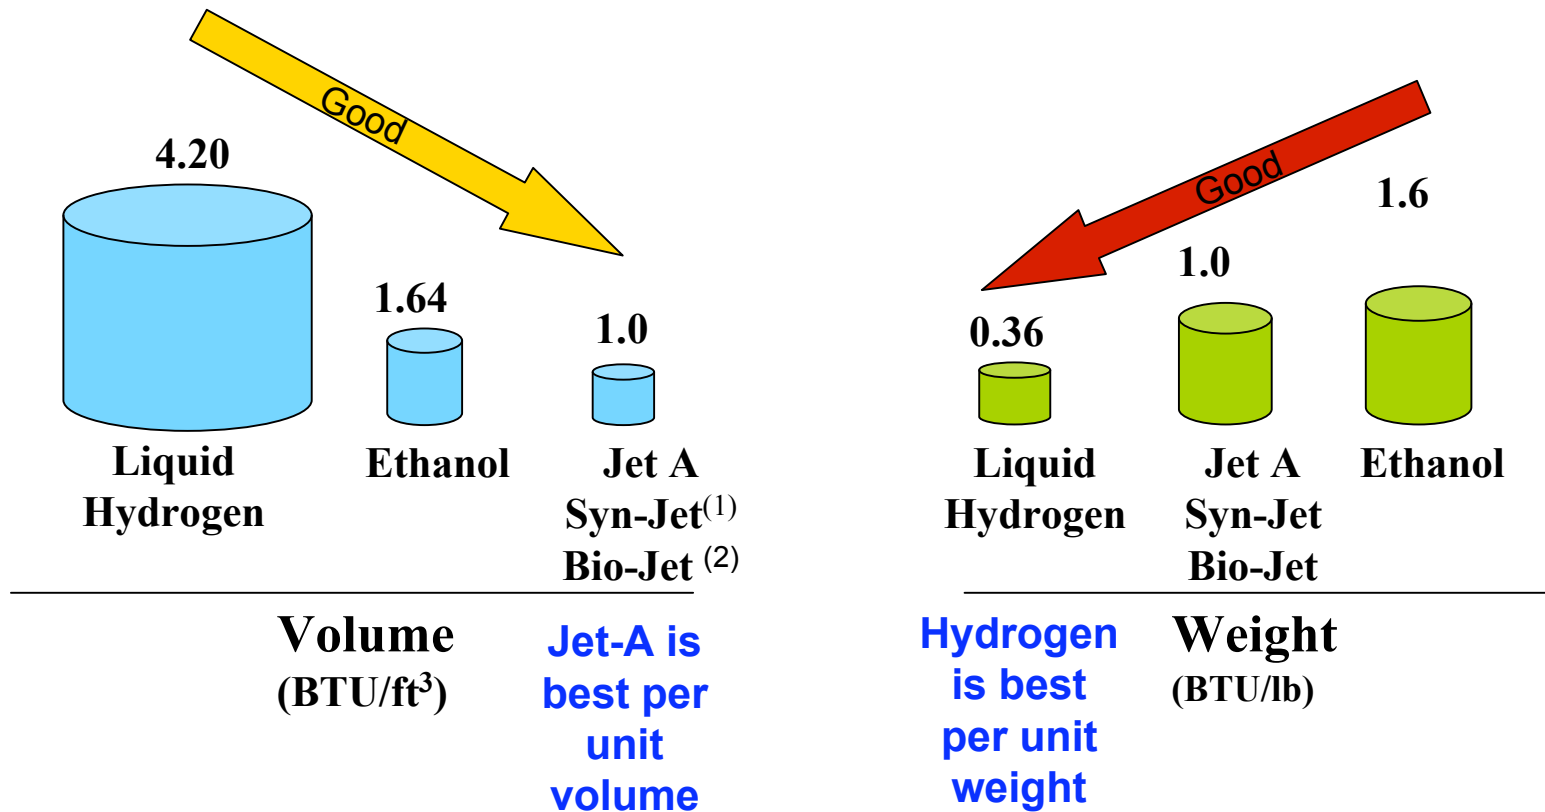 Good
4.20
1.64
1.0
Liquid
Hydrogen
Ethanol
Jet A
Syn-Jet(1)
Bio-Jet (2)
Volume
(BTU/ft³)
Jet-A is
best per
unit
volume
Good
0.36
1.0
1.6
Liquid
Hydrogen
Jet A
Syn-Jet
Bio-Jet
Ethanol
Hydrogen
is best
per unit
weight
Weight
(BTU/lb)